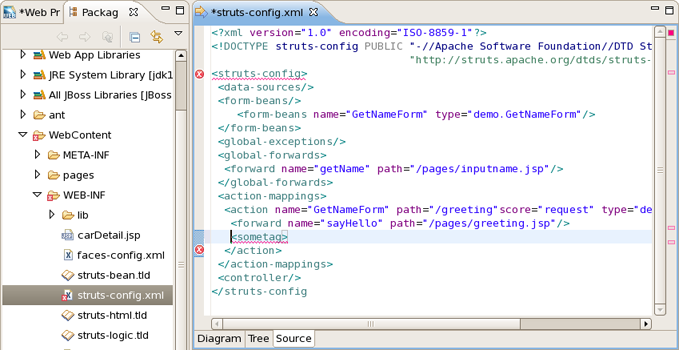 *Web Pr
Packag
Web App Libraries
JRE System Library [jdk1
All JBoss Libraries [JBoss
ant
WebContent
META-INF
pages
WEB-INF
lib
carDetail.jsp
faces-config.xml
struts-bean.tld
struts-config.xml
struts-html.tld
struts-logic.tld
*struts-config.xml
<?xml version="1.0" encoding="ISO-8859-1"?>
<!DOCTYPE struts-config PUBLIC "-//Apache Software Foundation//DTD St
"http://struts.apache.org/dtds/struts-
<struts-config>
<data-sources/>
<form-beans/>
<form-beans name="GetNameForm" type="demo.GetNameForm"/>
</form-beans>
<global-exceptions/>
<global-forwards>
<forward name="getName" path="/pages/inputname.jsp"/>
</global-forwards>
<action-mappings>
<action name="GetNameForm" path="/greeting"score="request" type="de
<forward name="sayHello" path="/pages/greeting.jsp"/>
<sometag>
</action>
</action-mappings>
<controller/>
</struts-config
Diagram Tree Source